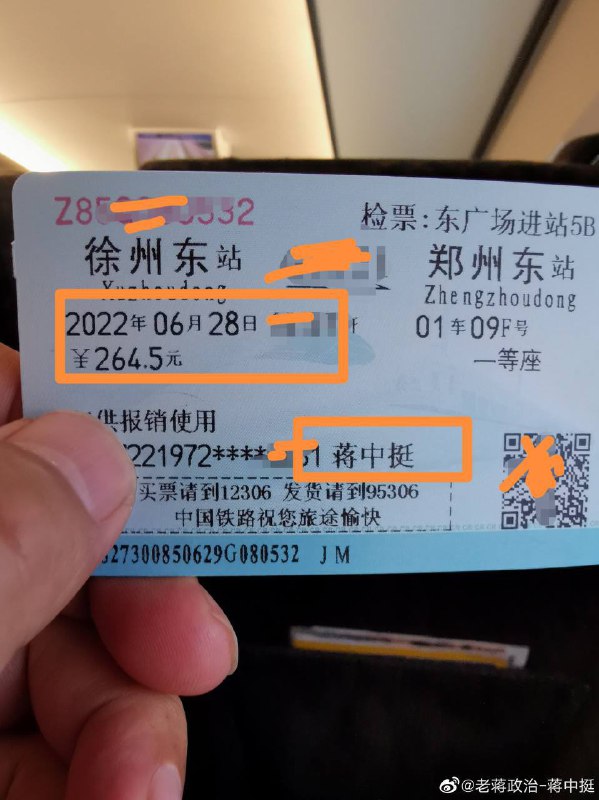 检票:东广场进站5B
徐州东站
郑州东站
Xuzhoudong
Zhengzhoudong
2022年06月28日 开
01车09F号
¥264.5元
一等座
供报销使用
221972**** 1 蒋中挺
买票请到12306 发货请到95306
中国铁路祝您旅途愉快
27300850629G080532 JM
@老蒋政治-蒋中挺